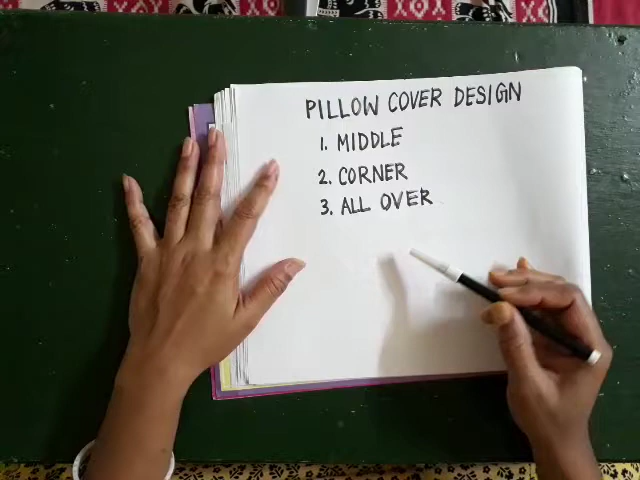 PILLOW COVER DESIGN
1. MIDDLE
2. CORNER
3. ALL OVER